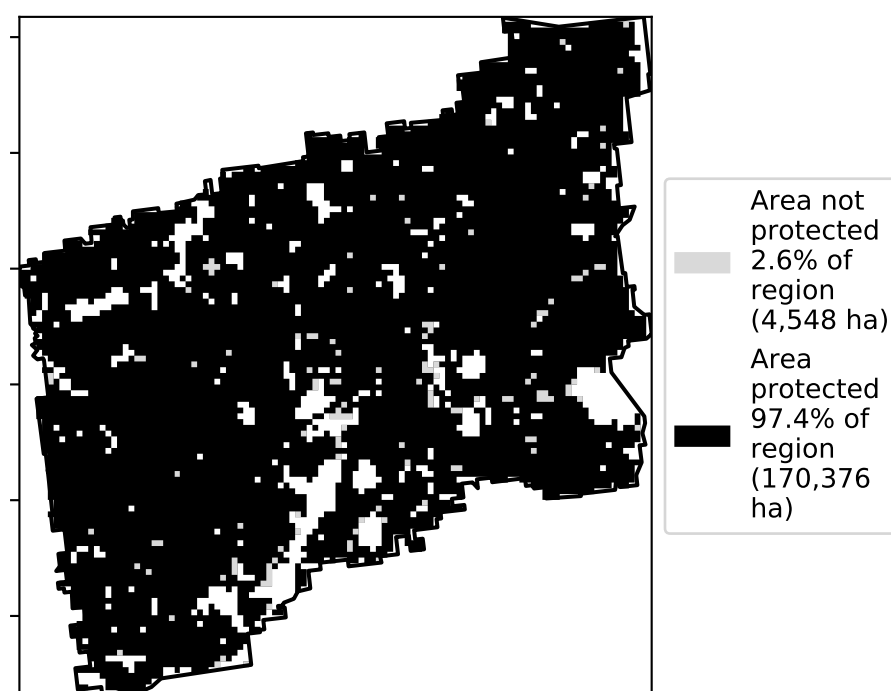 Area not
protected
2.6% of
region
(4,548 ha)
Area
protected
97.4% of
region
(170,376
ha)